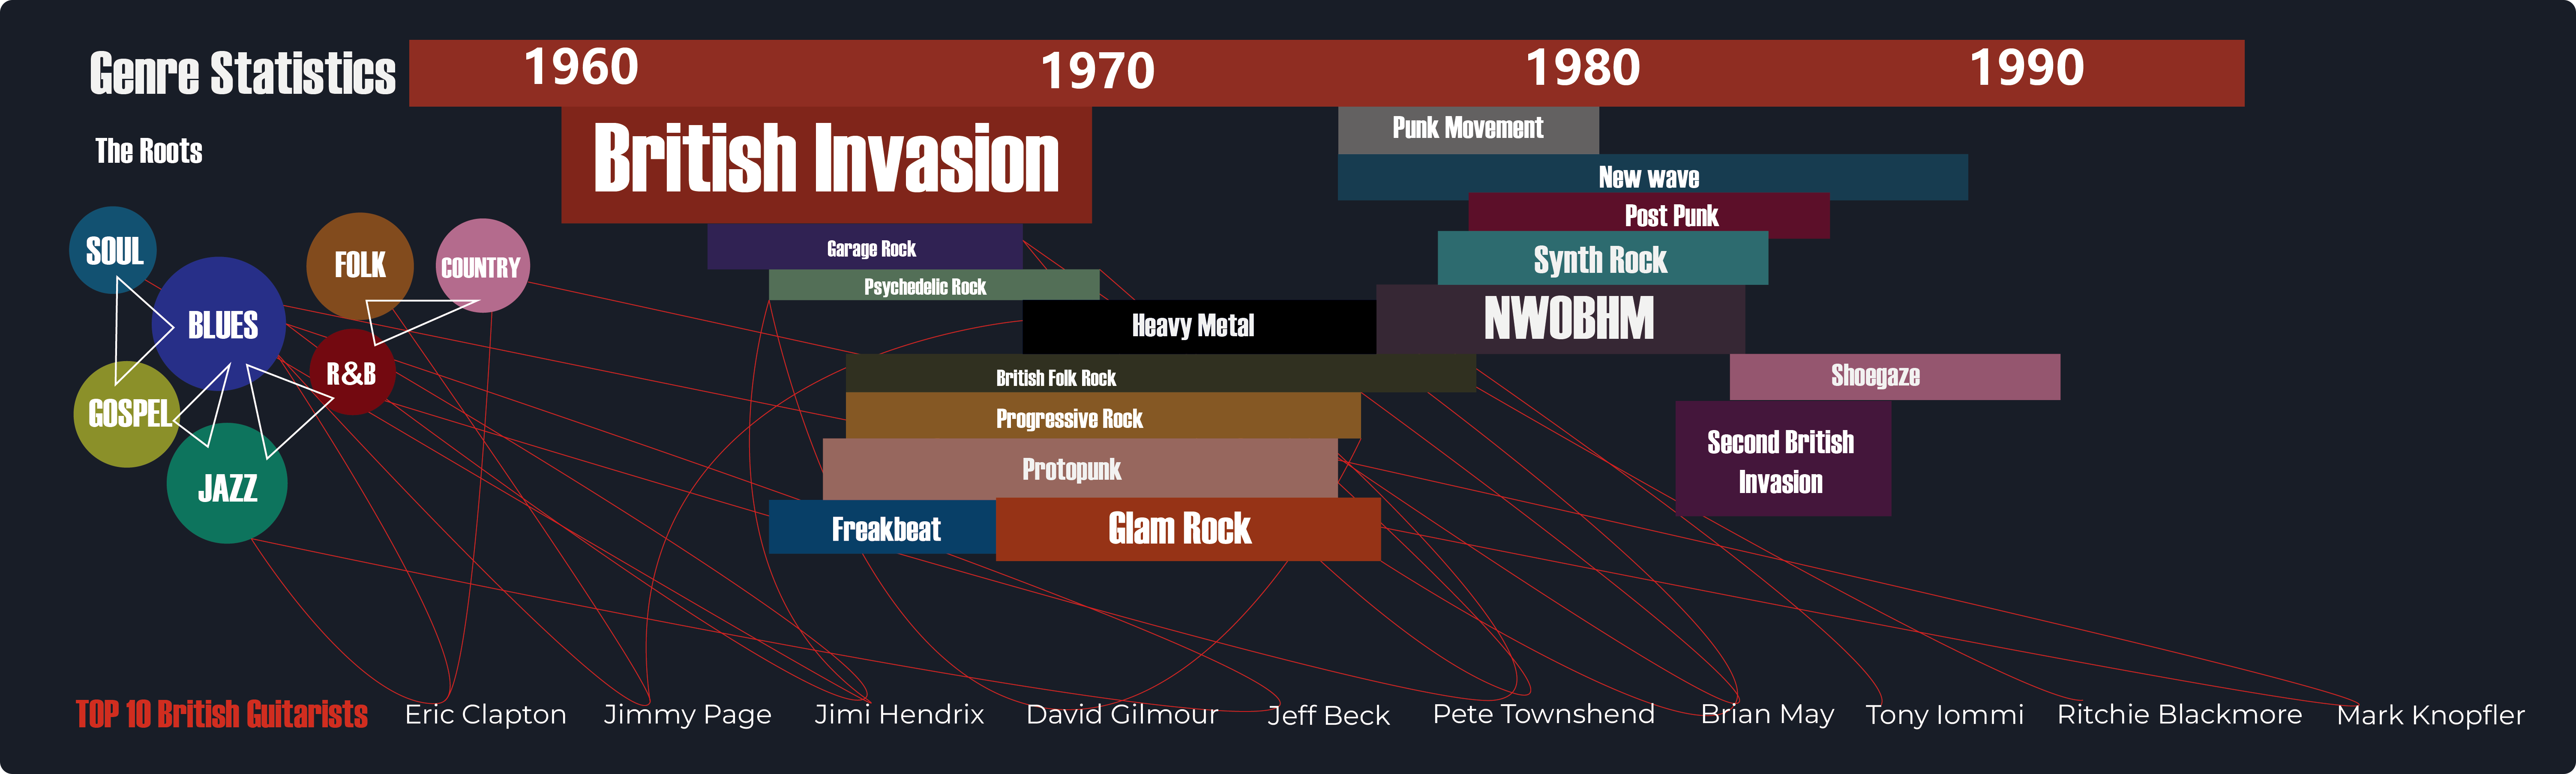 Genre Statistics
1960
1970
1980
1990
The Roots
British Invasion
Punk Movement
New wave
Post Punk
Synth Rock
Garage Rock
Psychedelic Rock
Heavy Metal
NWOBHM
British Folk Rock
Shoegaze
Progressive Rock
Protopunk
Second British
Invasion
Freakbeat
Glam Rock
SOUL
FOLK
COUNTRY
BLUES
R&B
GOSPEL
JAZZ
TOP 10 British Guitarists
Eric Clapton
Jimmy Page
Jimi Hendrix
David Gilmour
Jeff Beck
Pete Townshend
Brian May
Tony Iommi
Ritchie Blackmore
Mark Knopfler